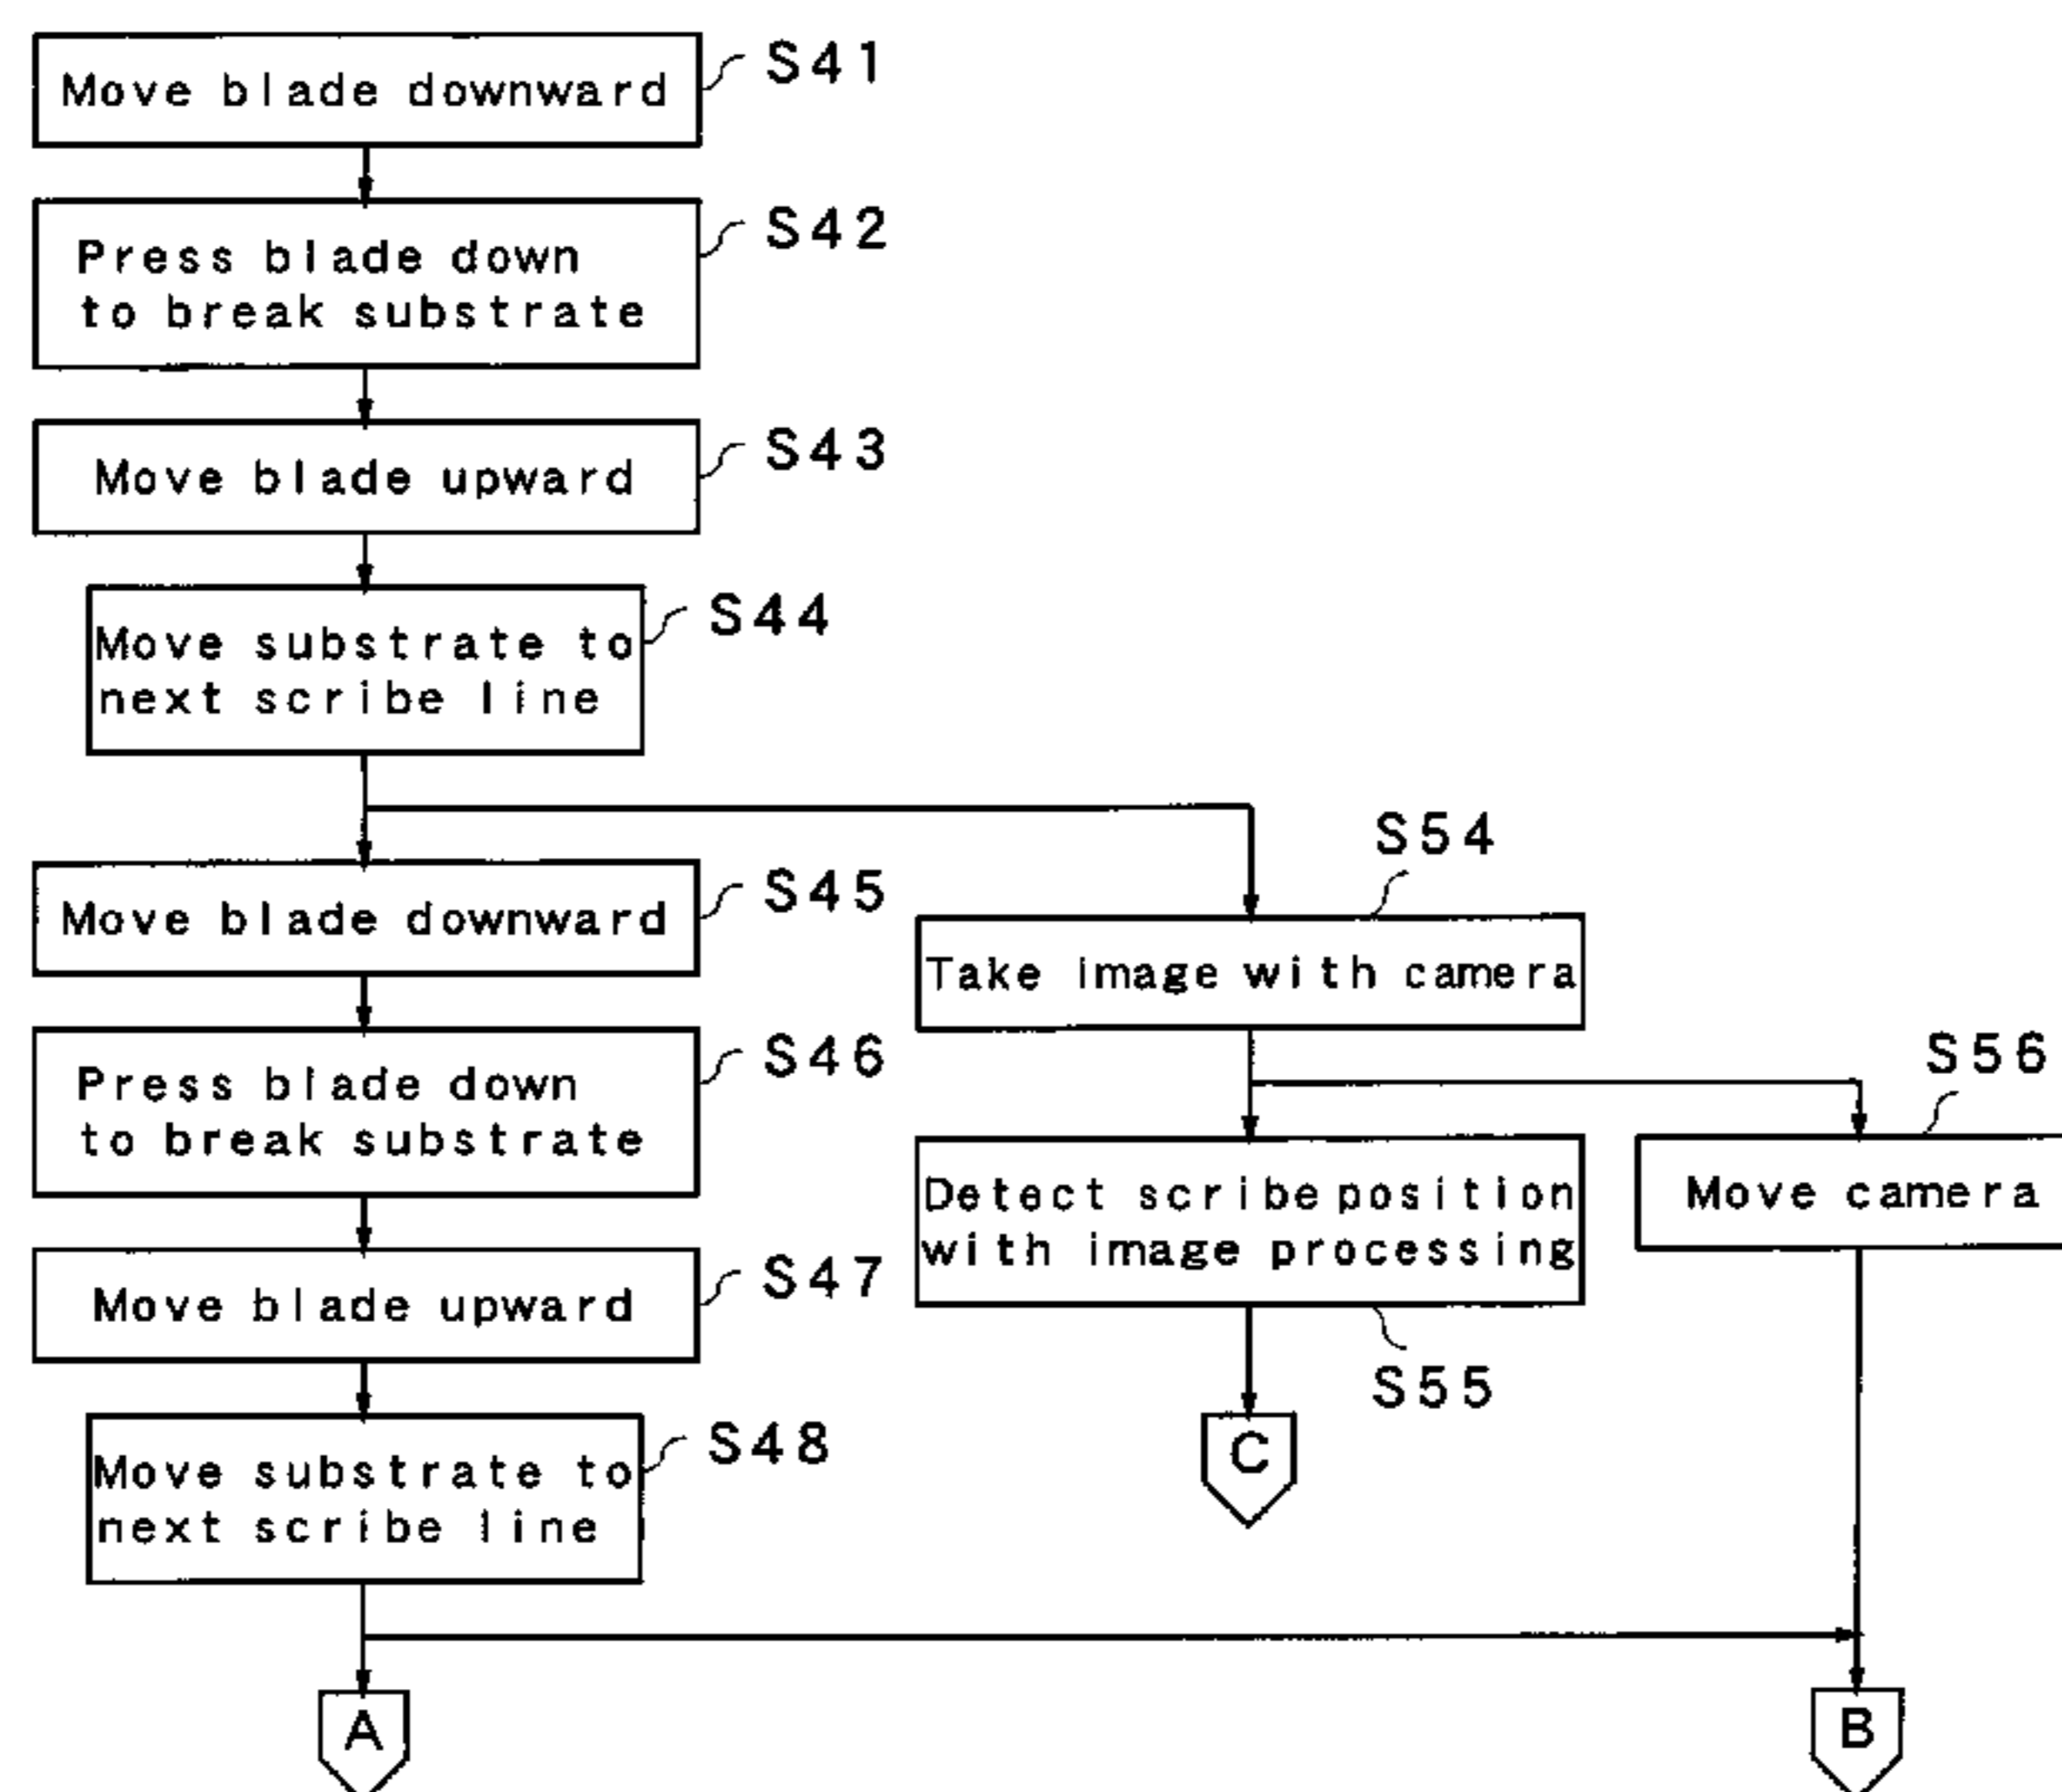 Move blade downward
S41
Press blade down
to break substrate
S42
Move blade upward
S43
Move substrate to
next scribe line
S44
Move blade downward
S45
Press blade down
to break substrate
S46
Move blade upward
S47
Move substrate to
next scribe line
S48
S54
Take image with camera
Detect scribe position
with image processing
S55
S56
Move camera
C
A
B